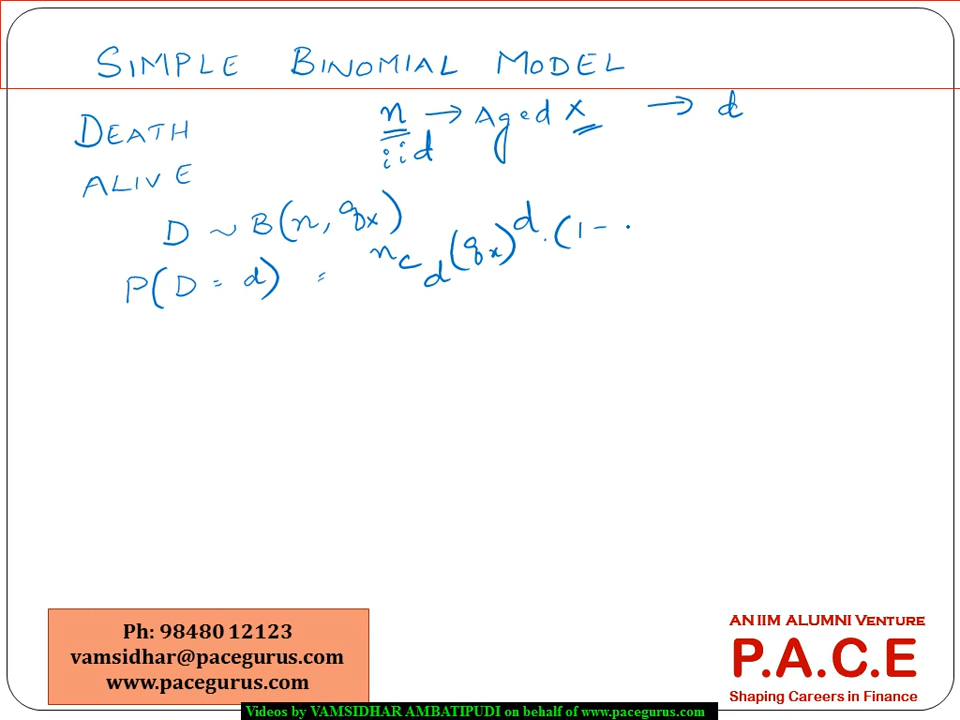 SIMPLE BINOMIAL MODEL
DEATH
n → Aged x → d
iid
ALIVE
D ~ B(n, qx)
P(D = d) = nCd (qx)^d . (1 -
Ph: 98480 12123
vamsidhar@pacegurus.com
www.pacegurus.com
AN IIM ALUMNI VENTURE
P.A.C.E
Shaping Careers in Finance
Videos by VAMSIDHAR AMBATIPUDI on behalf of www.pacegurus.com